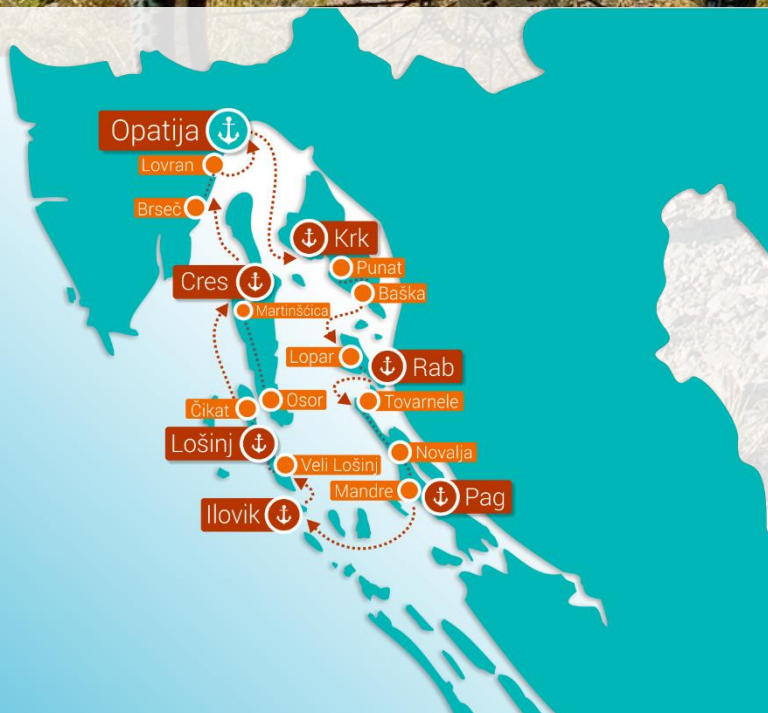 Opatija
Lovran
Brseč
Krk
Punat
Cres
Baška
Martinšćica
Lopar
Rab
Osor
Tovarnele
Čikat
Lošinj
Novalja
Veli Lošinj
Mandre
Pag
Ilovik